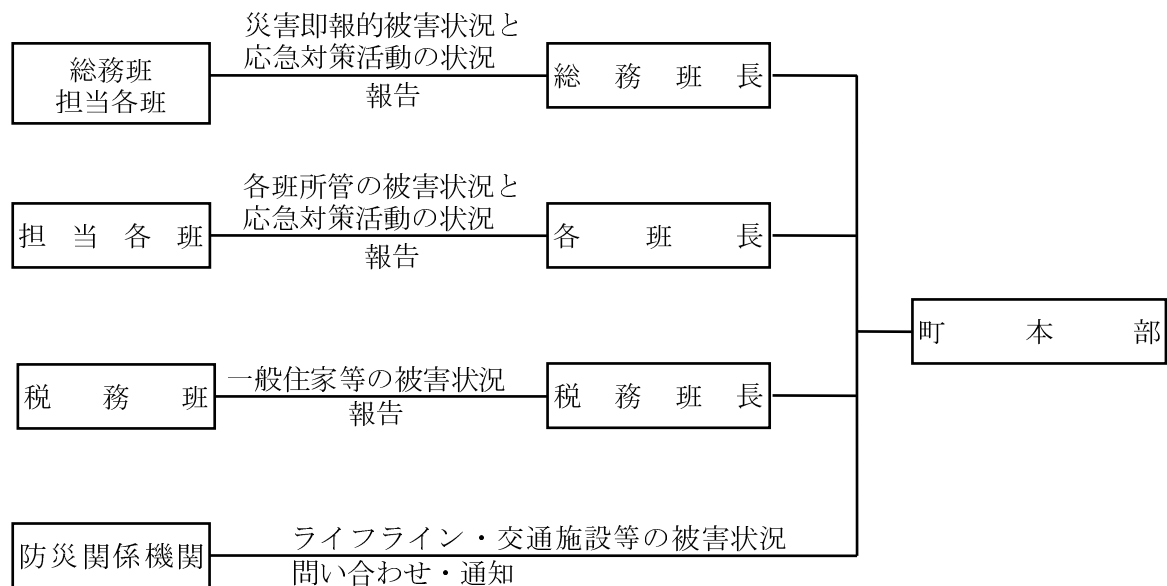 災害即報的被害状況と
応急対策活動の状況
総務班
担当各班
報告
総務班長
各班所管の被害状況と
応急対策活動の状況
担当各班
報告
各班長
町本部
一般住家等の被害状況
税務班
報告
税務班長
ライフライン・交通施設等の被害状況
防災関係機関
問い合わせ・通知